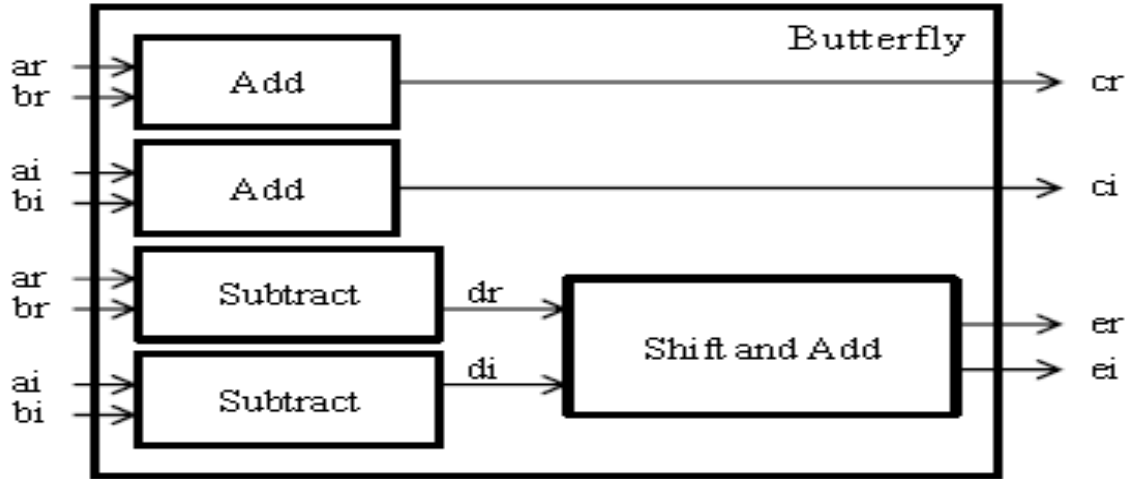 Butterfly
ar
br
Add
cr
ai
bi
Add
ci
ar
br
Subtract
dr
Shift and Add
er
ei
di
ai
bi
Subtract